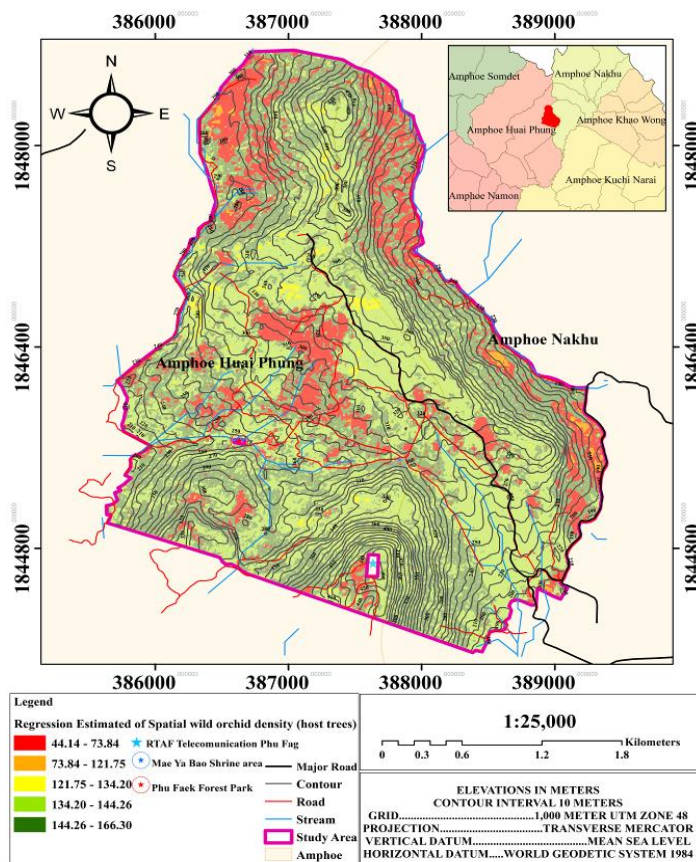 386000 387000 388000 389000
N
W E
S
Amphoe Somdet
Amphoe Nakhu
Amphoe Huai Phung
Amphoe Khao Wong
Amphoe Kuchi Narai
Amphoe Namon
1848000 1848000
1846400 1846400
Amphoe Nakhu
Amphoe Huai Phung
1844800 1844800
386000 387000 388000 389000
Legend
Regression Estimated of Spatial wild orchid density (host trees)
44.14 - 73.84
73.84 - 121.75
121.75 - 134.20
134.20 - 144.26
144.26 - 166.30
RTAF Telecomunication Phu Fag
Mae Ya Bao Shrine area
Phu Faek Forest Park
Major Road
Contour
Road
Stream
Study Area
Amphoe
1:25,000
Kilometers
0 0.3 0.6 1.2 1.8
ELEVATIONS IN METERS
CONTOUR INTERVAL 10 METERS
GRID...........................1,000 METER UTM ZONE 48
PROJECTION...................TRANSVERSE MERCATOR
VERTICAL DATUM...................MEAN SEA LEVEL
HORIZONTAL DATUM.....WORLD GEODETIC SYSTEM 1984